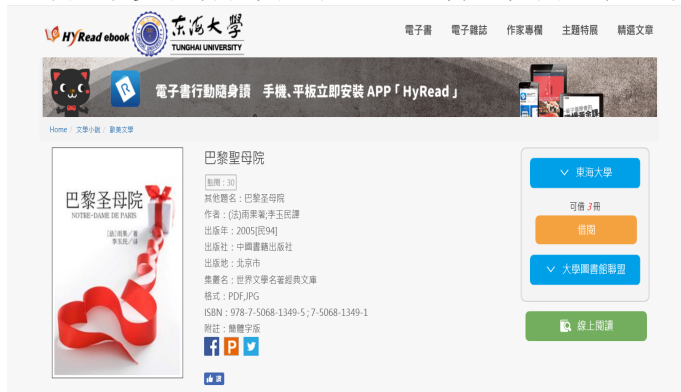 HyRead ebook
东海大學
TUNGHAI UNIVERSITY
電子書 電子雜誌 作家專欄 主題特展 精選文章
電子書行動隨身讀 手機、平板立即安裝 APP「 HyRead 」
Home / 文學小說 / 歐美文學
巴黎圣母院
NOTRE-DAME DE PARIS
[法]雨果／著
李玉民／译
巴黎聖母院
點閱：30
其他題名：巴黎圣母院
作者：(法)雨果著;李玉民譯
出版年：2005[民94]
出版社：中國書籍出版社
出版地：北京市
集叢名：世界文學名著經典文庫
格式：PDF,JPG
ISBN：978-7-5068-1349-5 ; 7-5068-1349-1
附註：簡體字版
讚
東海大學
可借 3 冊
借閱
大學圖書館聯盟
線上閱讀